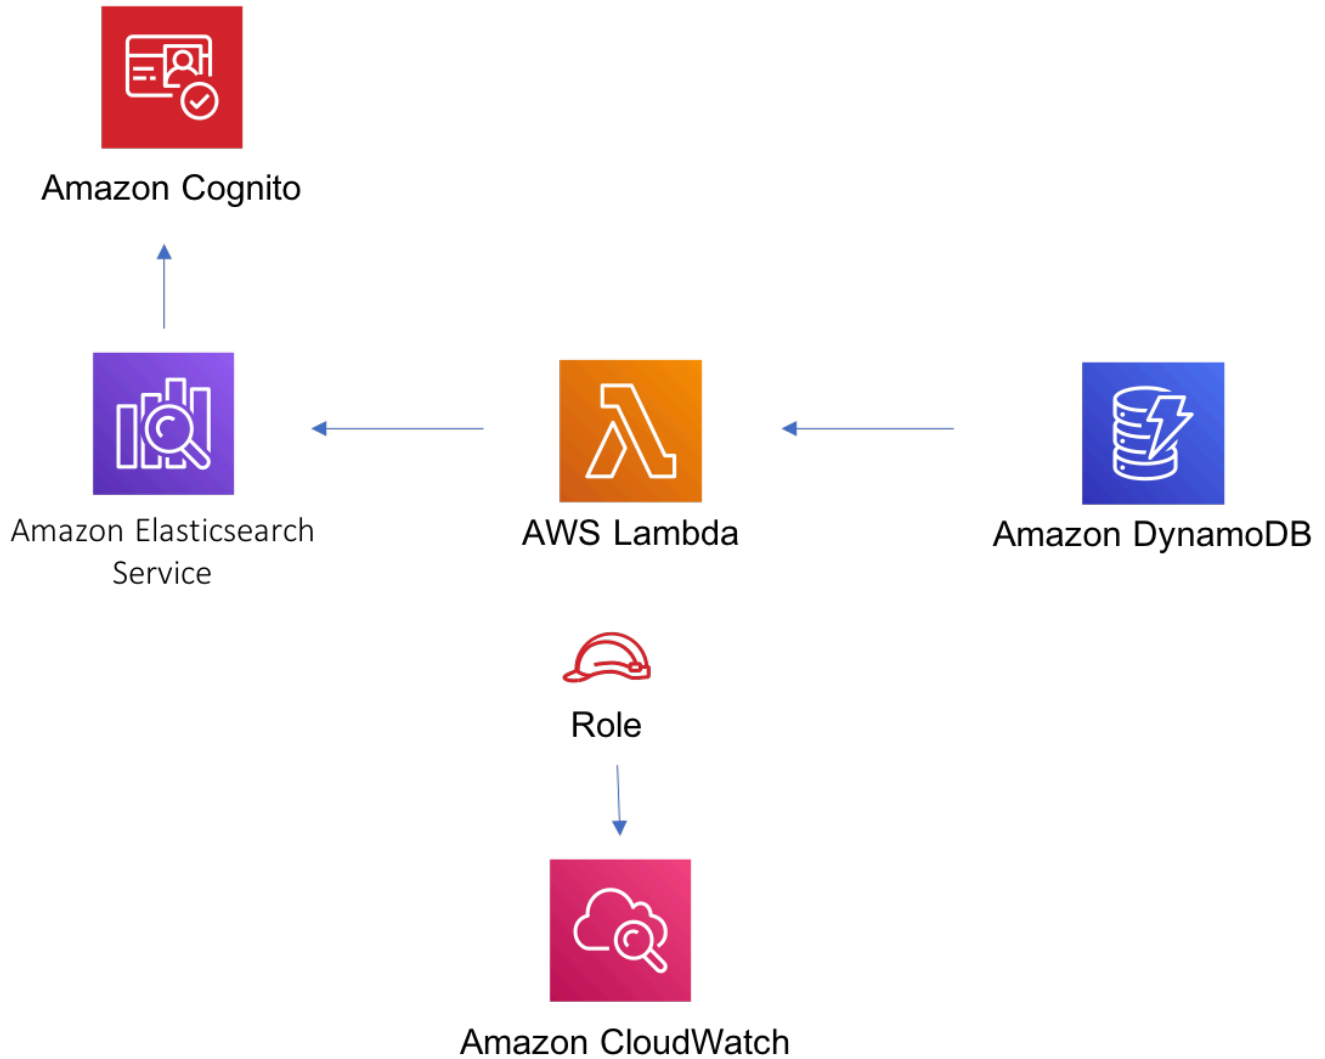 Amazon Cognito
Amazon Elasticsearch
Service
AWS Lambda
Amazon DynamoDB
Role
Amazon CloudWatch